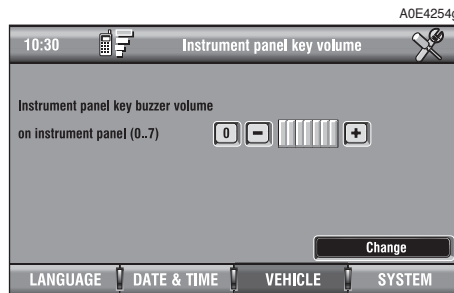 A0E4254g
10:30 Instrument panel key volume
Instrument panel key buzzer volume
on instrument panel (0..7) 0 - +
Change
LANGUAGE DATE & TIME VEHICLE SYSTEM